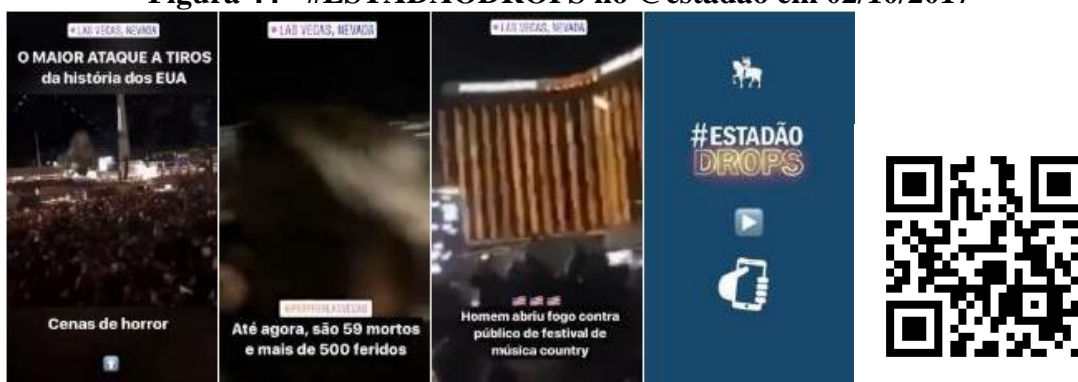 Figura 44 - #ESTADÃODROPS no @estadao em 02/10/2017
LAS VEGAS, NEVADA
O MAIOR ATAQUE A TIROS
da história dos EUA
Cenas de horror
LAS VEGAS, NEVADA
Até agora, são 59 mortos
e mais de 500 feridos
LAS VEGAS, NEVADA
Homem abriu fogo contra
público de festival de
música country
#ESTADÃO
DROPS